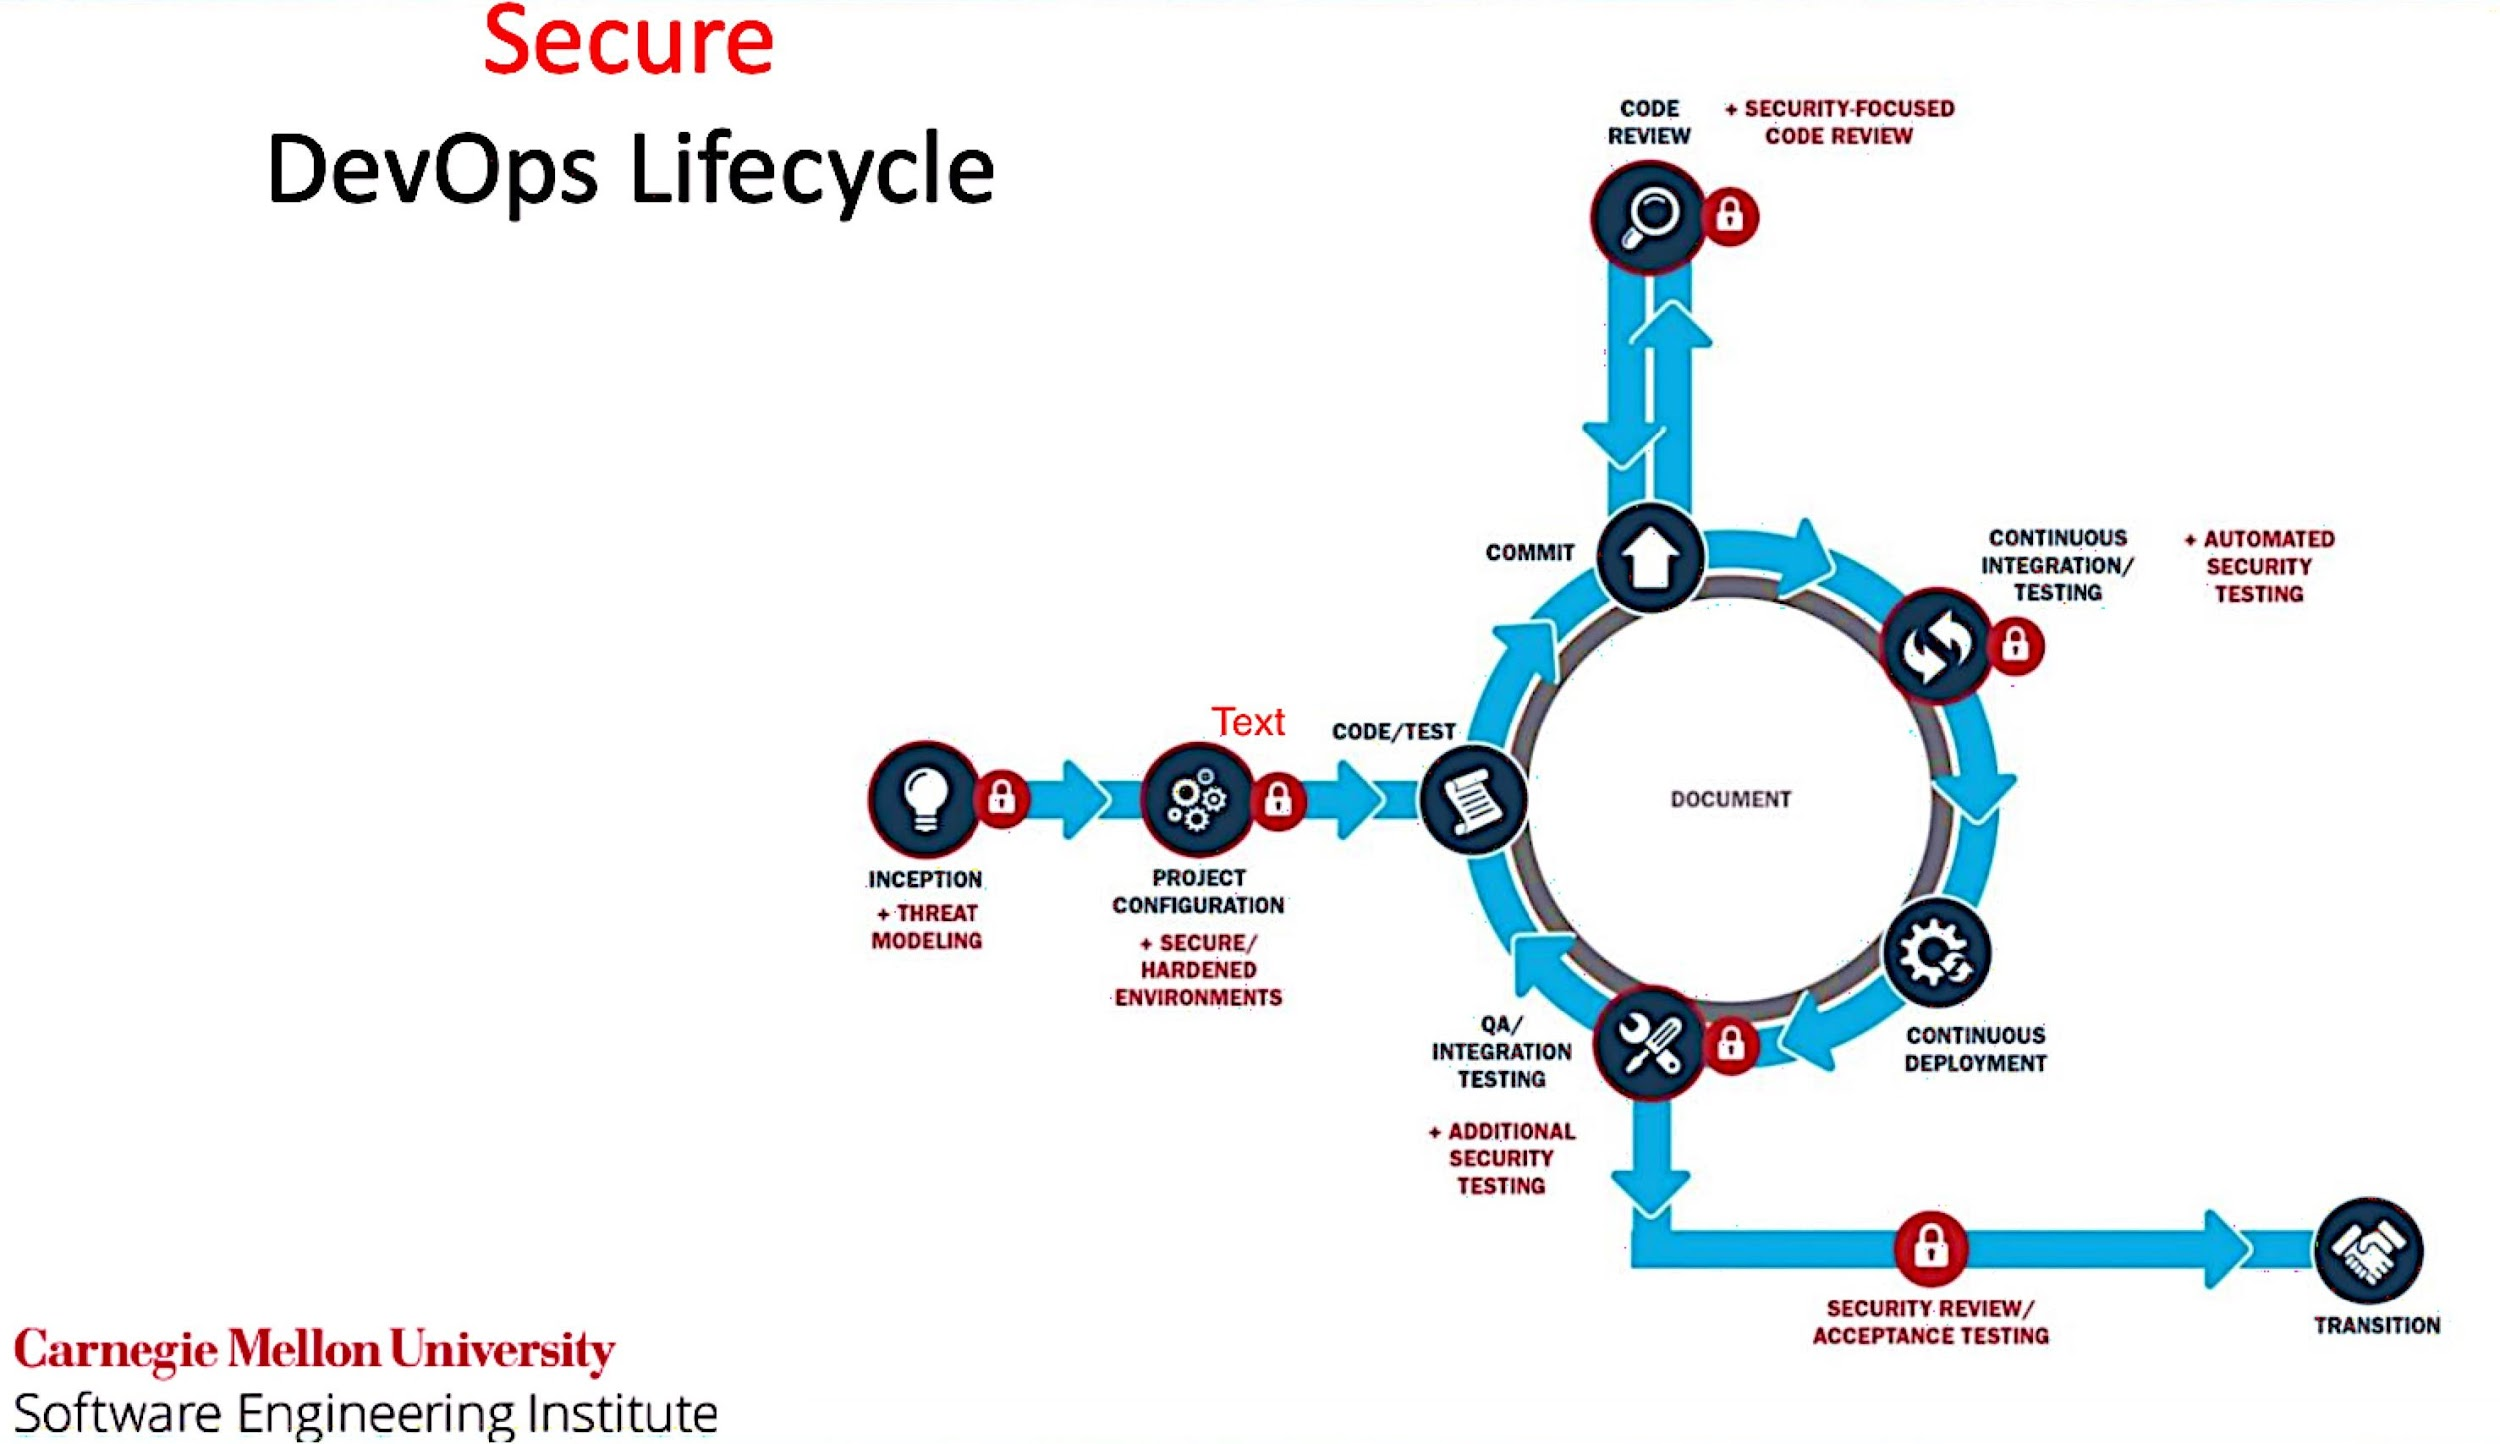 Secure
DevOps Lifecycle
CODE
REVIEW
+ SECURITY-FOCUSED
CODE REVIEW
COMMIT
CONTINUOUS
INTEGRATION/
TESTING
+ AUTOMATED
SECURITY
TESTING
Text
CODE/TEST
DOCUMENT
INCEPTION
+ THREAT
MODELING
PROJECT
CONFIGURATION
+ SECURE/
HARDENED
ENVIRONMENTS
QA/
INTEGRATION
TESTING
+ ADDITIONAL
SECURITY
TESTING
CONTINUOUS
DEPLOYMENT
SECURITY REVIEW/
ACCEPTANCE TESTING
TRANSITION
Carnegie Mellon University
Software Engineering Institute